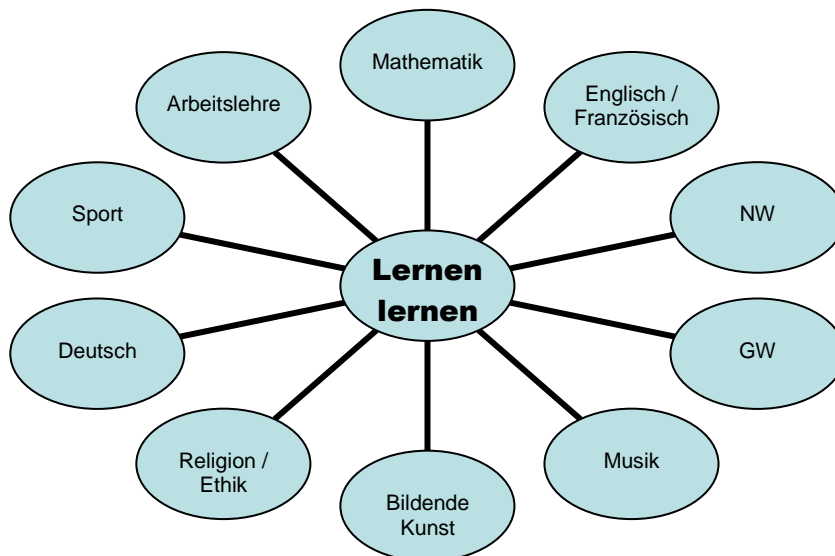 Mathematik
Englisch /
Französisch
Arbeitslehre
Sport
NW
Lernen
lernen
Deutsch
GW
Religion /
Ethik
Musik
Bildende
Kunst